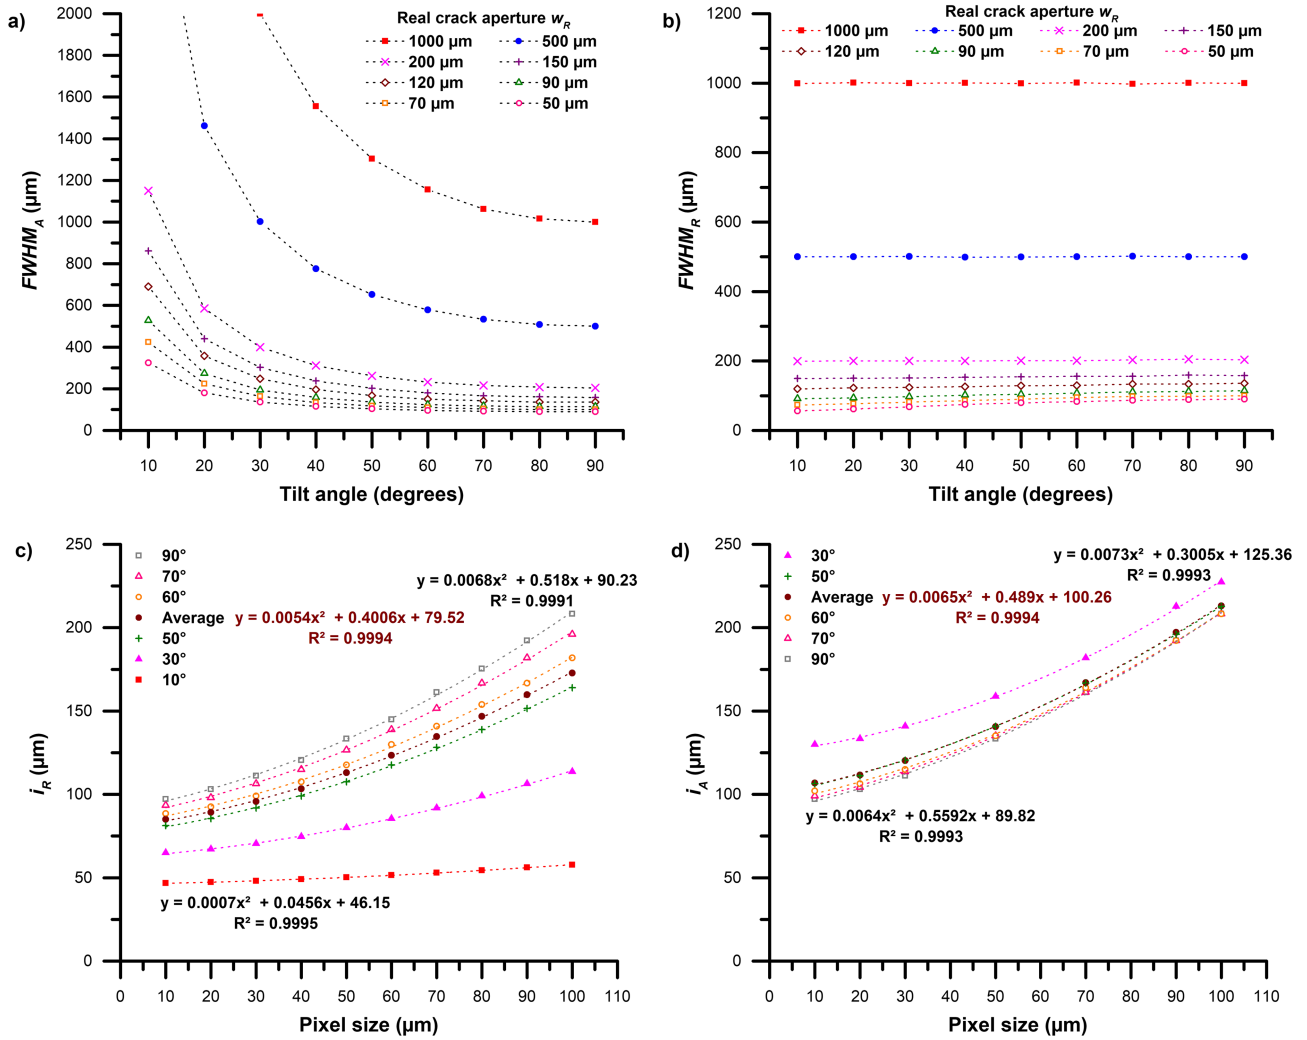 a)
Real crack aperture wR
1000 µm 500 µm
200 µm 150 µm
120 µm 90 µm
70 µm 50 µm
2000
1800
1600
1400
1200
1000
800
600
400
200
0
FWHMA (µm)
10 20 30 40 50 60 70 80 90
Tilt angle (degrees)
b)
Real crack aperture wR
1000 µm 500 µm 200 µm 150 µm
120 µm 90 µm 70 µm 50 µm
1200
1000
800
600
400
200
0
FWHMR (µm)
10 20 30 40 50 60 70 80 90
Tilt angle (degrees)
c)
90°
70°
60°
Average
50°
30°
10°
y = 0.0068x² + 0.518x + 90.23
R² = 0.9991
y = 0.0054x² + 0.4006x + 79.52
R² = 0.9994
y = 0.0007x² + 0.0456x + 46.15
R² = 0.9995
250
200
150
100
50
0
iR (µm)
0 10 20 30 40 50 60 70 80 90 100 110
Pixel size (µm)
d)
30°
50°
Average
60°
70°
90°
y = 0.0073x² + 0.3005x + 125.36
R² = 0.9993
y = 0.0065x² + 0.489x + 100.26
R² = 0.9994
y = 0.0064x² + 0.5592x + 89.82
R² = 0.9993
250
200
150
100
50
0
iA (µm)
0 10 20 30 40 50 60 70 80 90 100 110
Pixel size (µm)